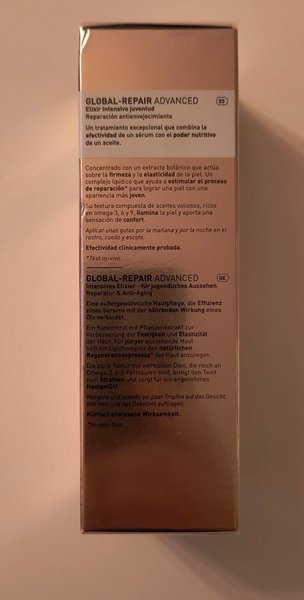 GLOBAL-REPAIR ADVANCED ES
Elixir intensivo juventud
Reparación antienvejecimiento
Un tratamiento excepcional que combina la
efectividad de un sérum con el poder nutritivo
de un aceite.
Concentrado con un extracto botánico que actúa
sobre la firmeza y la elasticidad de la piel. Un
complejo lipídico que ayuda a estimular el proceso
de reparación* para lograr una piel con una
apariencia más joven.
Su textura compuesta de aceites valiosos, ricos
en omega 3, 6 y 9, ilumina la piel y aporta una
sensación de confort.
Aplicar unas gotas por la mañana y por la noche en el
rostro, cuello y escote.
Efectividad clínicamente probada.
*Test in-vivo.
GLOBAL-REPAIR ADVANCED DE
Intensives Elixier - für jugendliches Aussehen
Reparatur & Anti-Aging
Eine außergewöhnliche Hautpflege, die Effizienz
eines Serums mit der nährenden Wirkung eines
Öls verbindet.
Ein Konzentrat mit Pflanzenextrakt zur
Verbesserung der Festigkeit und Elastizität
der Haut. Für jünger aussehende Haut
hilft ein Lipidkomplex den natürlichen
Regenerationsprozess* der Haut anzuregen.
Die zarte Textur mit wertvollen Ölen, die reich an
Omega-3-6-9-Fettsäuren sind, bringt den Teint
zum Strahlen und sorgt für ein angenehmes
Hautgefühl.
Morgens und abends ein paar Tropfen auf das Gesicht,
den Hals und das Dekolleté auftragen.
Klinisch erwiesene Wirksamkeit.
*In-vivo-Test.